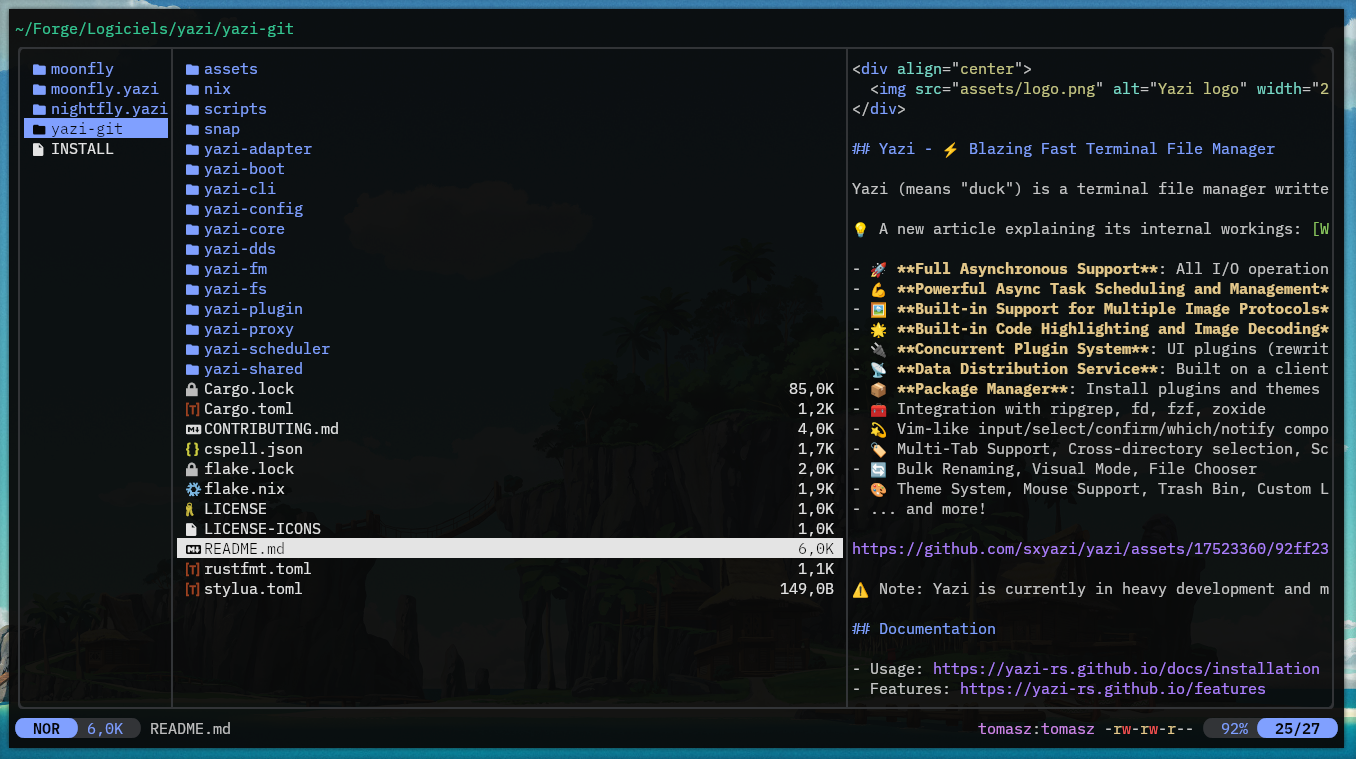 ~/Forge/Logiciels/yazi/yazi-git
moonfly
moonfly.yazi
nightfly.yazi
yazi-git
INSTALL
assets
nix
scripts
snap
yazi-adapter
yazi-boot
yazi-cli
yazi-config
yazi-core
yazi-dds
yazi-fm
yazi-fs
yazi-plugin
yazi-proxy
yazi-scheduler
yazi-shared
Cargo.lock 85,0K
Cargo.toml 1,2K
CONTRIBUTING.md 4,0K
cspell.json 1,7K
flake.lock 2,0K
flake.nix 1,9K
LICENSE 1,0K
LICENSE-ICONS 1,0K
README.md 6,0K
rustfmt.toml 1,1K
stylua.toml 149,0B
<div align="center">
  <img src="assets/logo.png" alt="Yazi logo" width="2
</div>
## Yazi - ⚡ Blazing Fast Terminal File Manager
Yazi (means "duck") is a terminal file manager writte
💡 A new article explaining its internal workings: [W
- 🚀 **Full Asynchronous Support**: All I/O operation
- 💪 **Powerful Async Task Scheduling and Management*
- 🖼️ **Built-in Support for Multiple Image Protocols*
- 🌟 **Built-in Code Highlighting and Image Decoding*
- 🔌 **Concurrent Plugin System**: UI plugins (rewrit
- 📡 **Data Distribution Service**: Built on a client
- 📦 **Package Manager**: Install plugins and themes
- 🧰 Integration with ripgrep, fd, fzf, zoxide
- 💫 Vim-like input/select/confirm/which/notify compo
- 🏷️ Multi-Tab Support, Cross-directory selection, Sc
- 🔄 Bulk Renaming, Visual Mode, File Chooser
- 🎨 Theme System, Mouse Support, Trash Bin, Custom L
- ... and more!
https://github.com/sxyazi/yazi/assets/17523360/92ff23
⚠️ Note: Yazi is currently in heavy development and m
## Documentation
- Usage: https://yazi-rs.github.io/docs/installation
- Features: https://yazi-rs.github.io/features
NOR 6,0K README.md tomasz:tomasz -rw-rw-r-- 92% 25/27